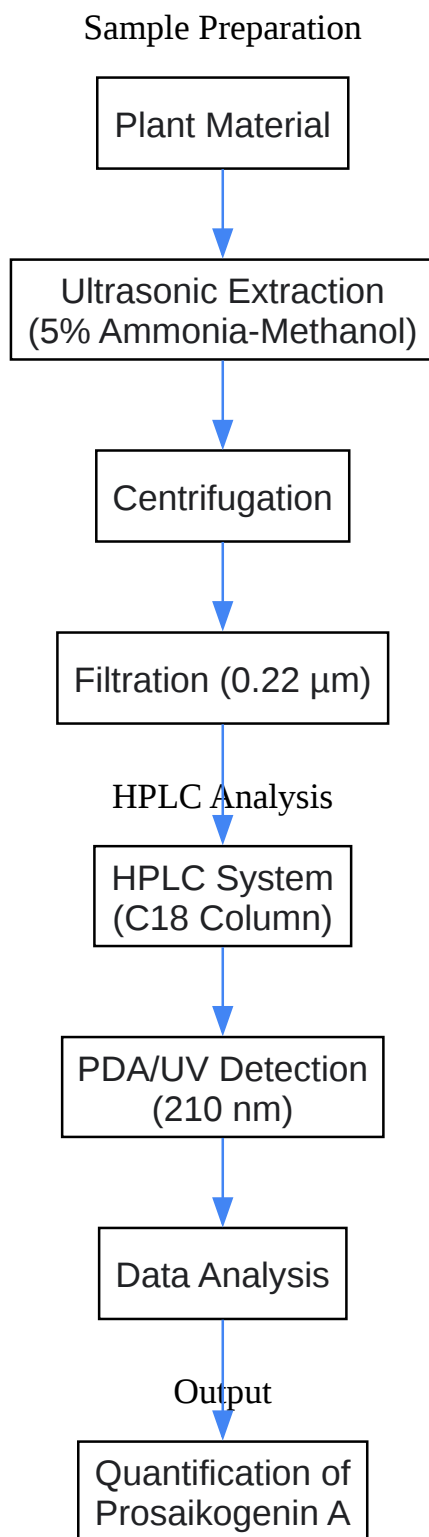 Sample Preparation
Plant Material
Ultrasonic Extraction
(5% Ammonia-Methanol)
Centrifugation
Filtration (0.22 µm)
HPLC Analysis
HPLC System
(C18 Column)
PDA/UV Detection
(210 nm)
Data Analysis
Output
Quantification of
Prosaikogenin A